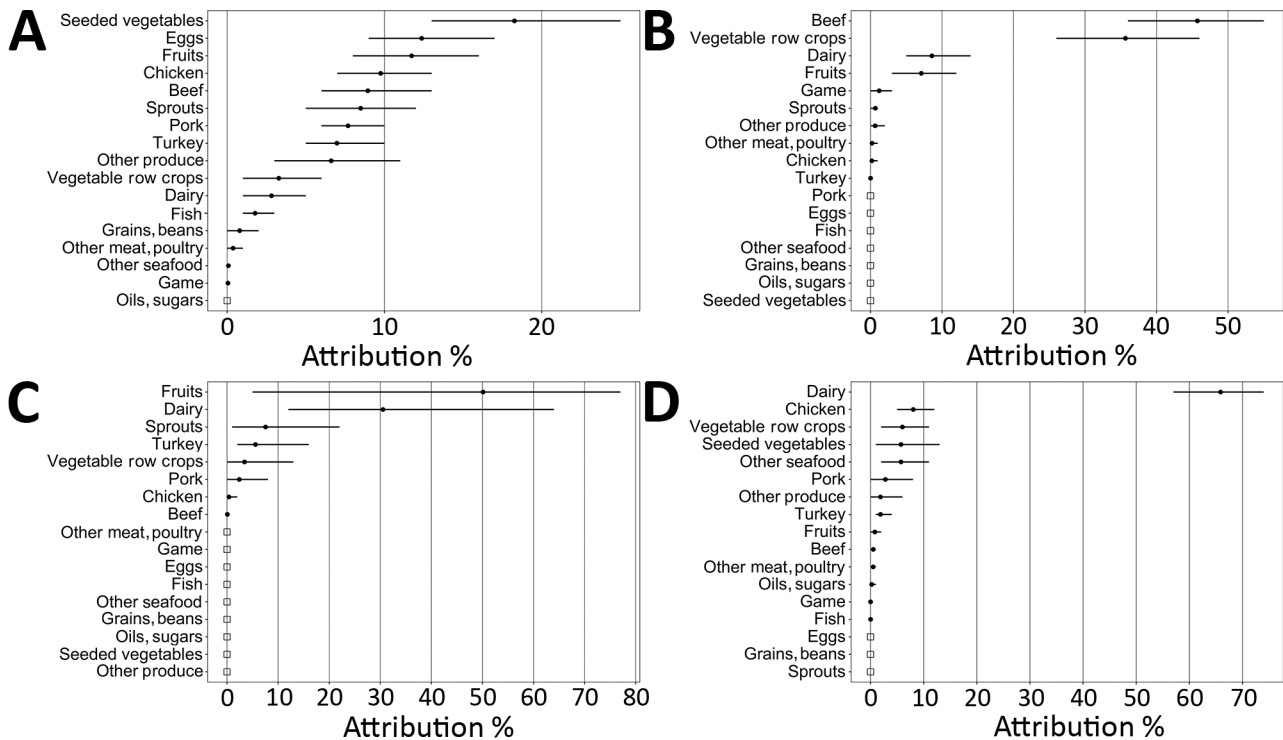 A
Seeded vegetables
Eggs
Fruits
Chicken
Beef
Sprouts
Pork
Turkey
Other produce
Vegetable row crops
Dairy
Fish
Grains, beans
Other meat, poultry
Other seafood
Game
Oils, sugars
0 10 20
Attribution %
B
Beef
Vegetable row crops
Dairy
Fruits
Game
Sprouts
Other produce
Other meat, poultry
Chicken
Turkey
Pork
Eggs
Fish
Other seafood
Grains, beans
Oils, sugars
Seeded vegetables
0 10 20 30 40 50
Attribution %
C
Fruits
Dairy
Sprouts
Turkey
Vegetable row crops
Pork
Chicken
Beef
Other meat, poultry
Game
Eggs
Fish
Other seafood
Grains, beans
Oils, sugars
Seeded vegetables
Other produce
0 10 20 30 40 50 60 70 80
Attribution %
D
Dairy
Chicken
Vegetable row crops
Seeded vegetables
Other seafood
Pork
Other produce
Turkey
Fruits
Beef
Other meat, poultry
Oils, sugars
Game
Fish
Eggs
Grains, beans
Sprouts
0 10 20 30 40 50 60 70
Attribution %